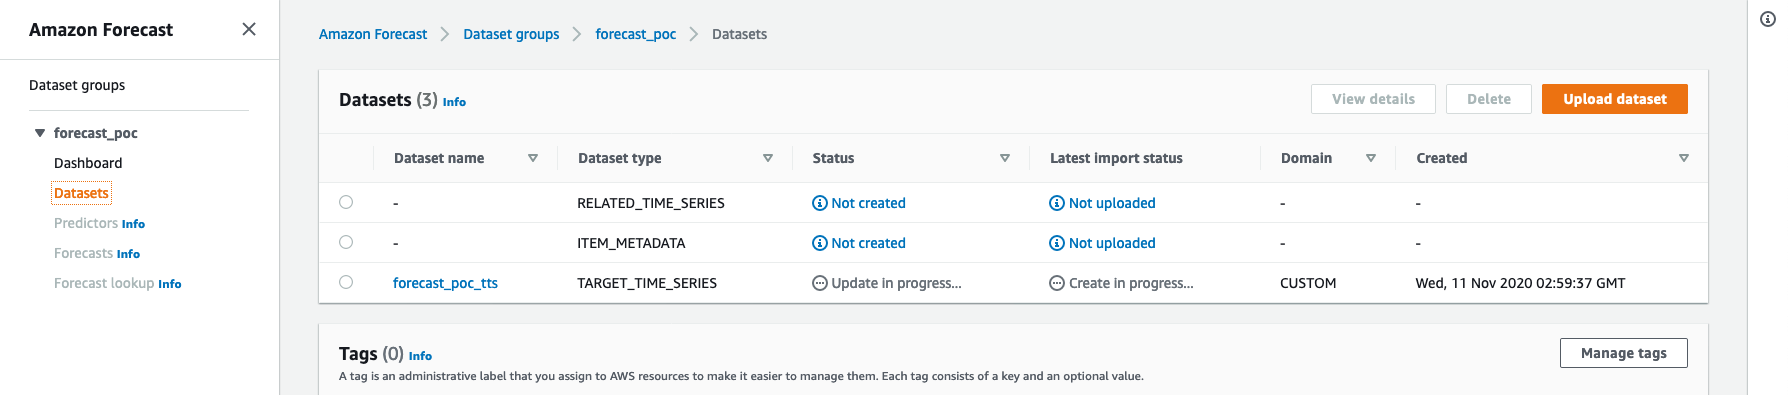 Amazon Forecast
Dataset groups
forecast_poc
Dashboard
Datasets
Predictors Info
Forecasts Info
Forecast lookup Info
Amazon Forecast Dataset groups forecast_poc Datasets
Datasets (3) Info View details Delete Upload dataset
Dataset name Dataset type Status Latest import status Domain Created
- RELATED_TIME_SERIES Not created Not uploaded - -
- ITEM_METADATA Not created Not uploaded - -
forecast_poc_tts TARGET_TIME_SERIES Update in progress... Create in progress... CUSTOM Wed, 11 Nov 2020 02:59:37 GMT
Tags (0) Info Manage tags
A tag is an administrative label that you assign to AWS resources to make it easier to manage them. Each tag consists of a key and an optional value.